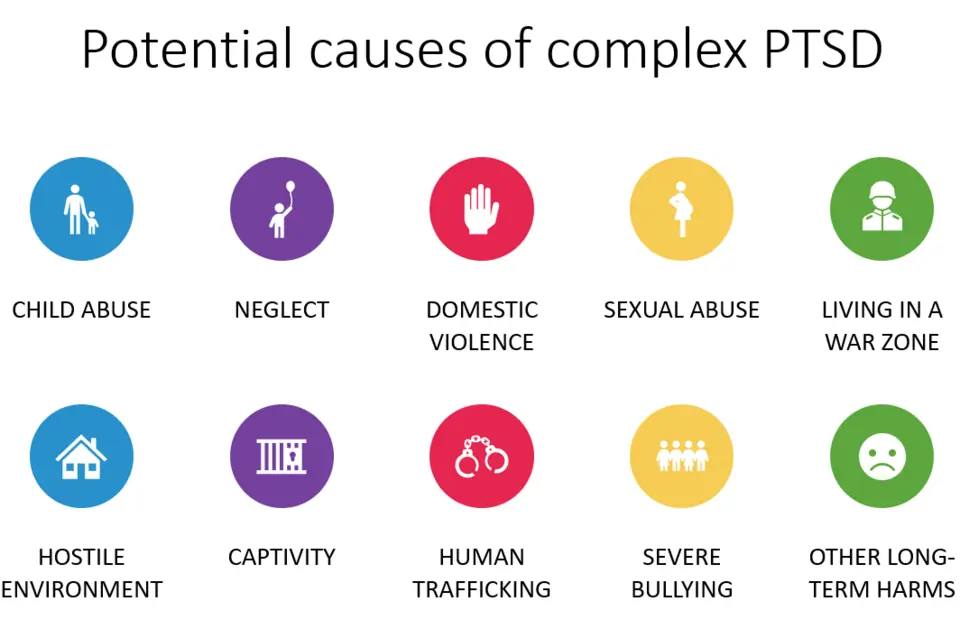 Potential causes of complex PTSD
CHILD ABUSE
NEGLECT
DOMESTIC
VIOLENCE
SEXUAL ABUSE
LIVING IN A
WAR ZONE
HOSTILE
ENVIRONMENT
CAPTIVITY
HUMAN
TRAFFICKING
SEVERE
BULLYING
OTHER LONG-
TERM HARMS